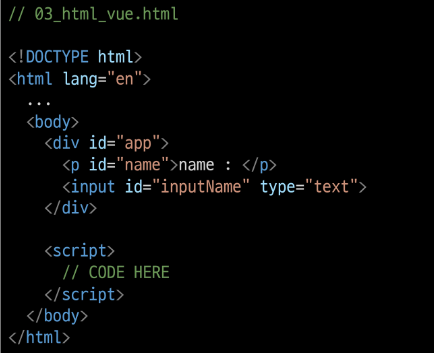 // 03_html_vue.html
<!DOCTYPE html>
<html lang="en">
...
<body>
<div id="app">
<p id="name">name : </p>
<input id="inputName" type="text">
</div>
<script>
// CODE HERE
</script>
</body>
</html>